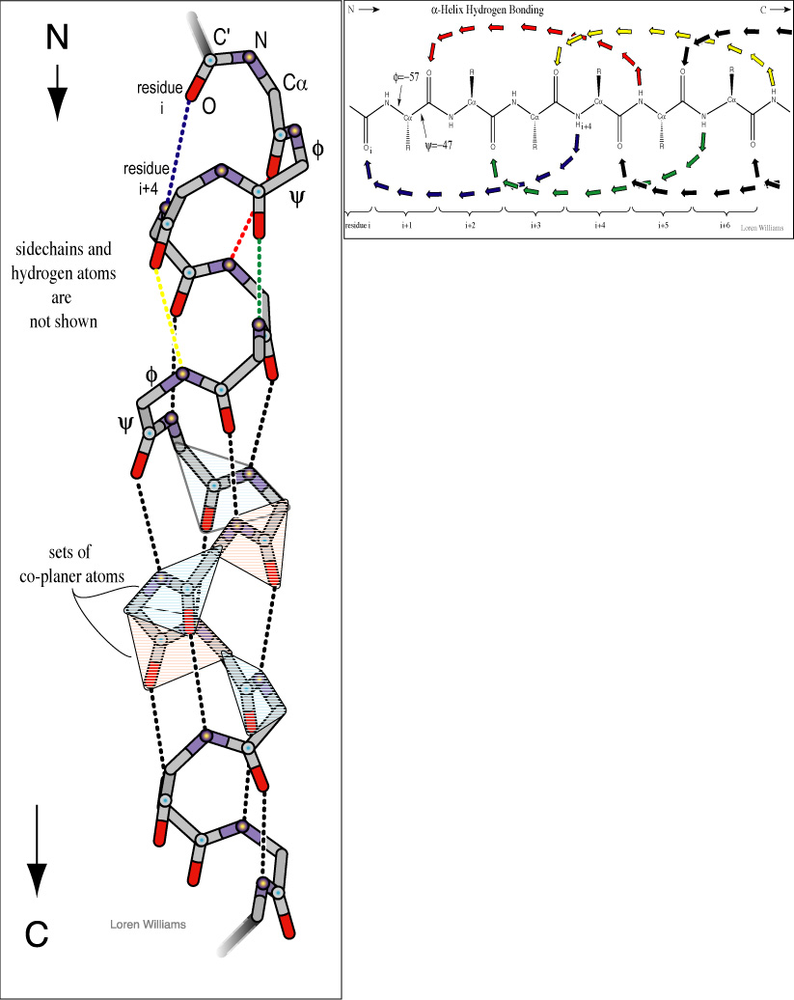 N
C'
N
residue
i
O
Cα
ϕ
residue
i+4
ψ
sidechains and
hydrogen atoms
are
not shown
ϕ
ψ
sets of
co-planer atoms
C
Loren Williams
N
α-Helix Hydrogen Bonding
C
R O R O
ϕ=−57
H O H R H O H R H
N Cα N Cα N Cα N Cα N Cα N Cα N
H i+4 H
ψ=−47
O i R O R O R O
residue i i+1 i+2 i+3 i+4 i+5 i+6
Loren Williams